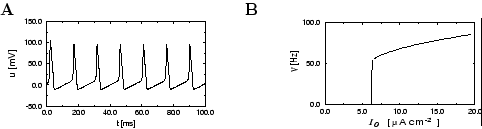 A
150.0
100.0
50.0
0.0
-50.0
u [mV]
0.0 20.0 40.0 60.0 80.0 100.0
t [ms]
B
100.0
50.0
0.0
ν [Hz]
0.0 5.0 10.0 15.0 20.0
I₀ [ μ A cm⁻² ]